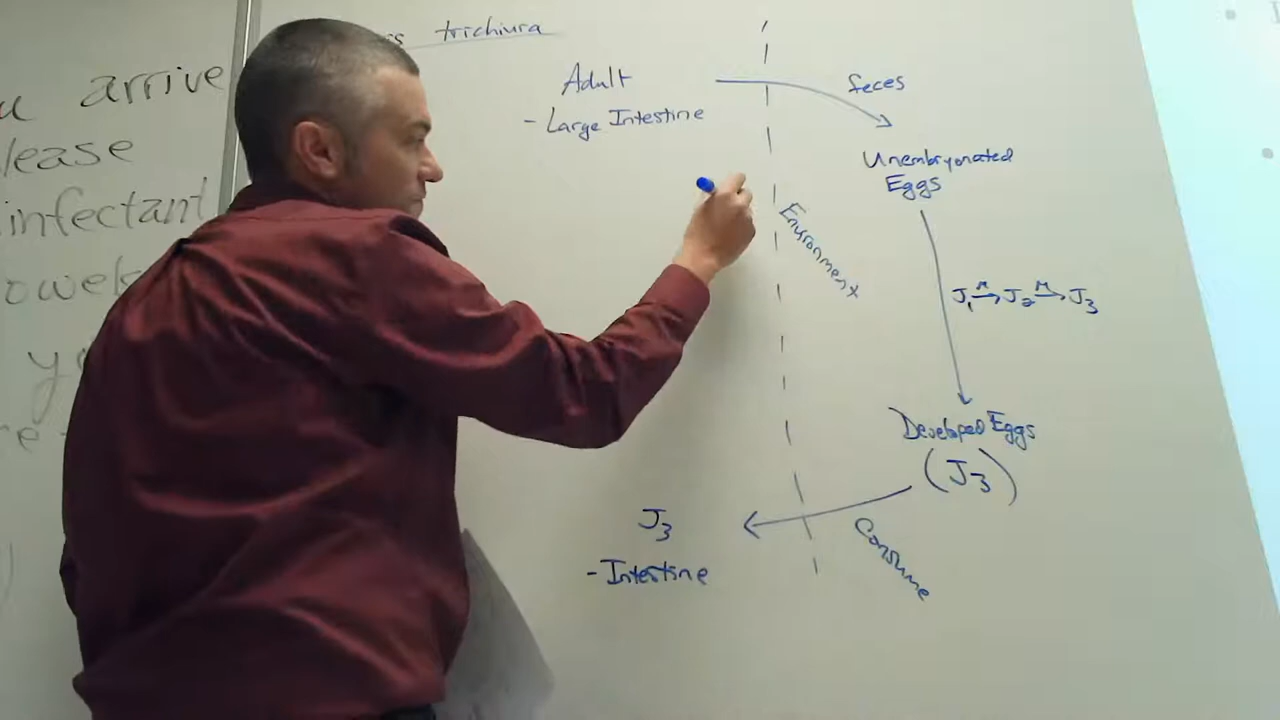 u arrive
lease
infectant
owels
y
re
trichiura
Adult
- Large Intestine
feces
Unembryonated
Eggs
Environment
J₁ M→ J₂ M→ J₃
Developed Eggs
(J₃)
Consume
J₃
- Intestine